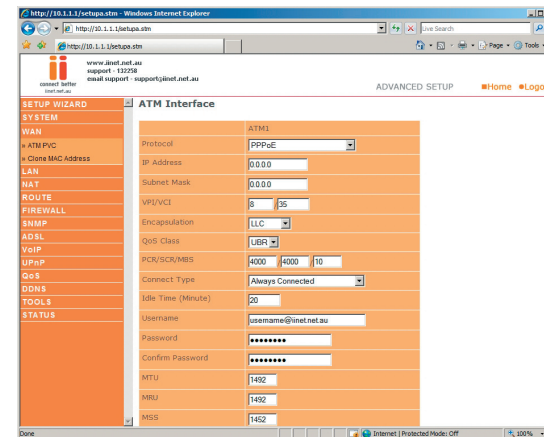 http://10.1.1.1/setupa.stm - Windows Internet Explorer
http://10.1.1.1/setupa.stm
Live Search
http://10.1.1.1/setupa.stm
Page
Tools
www.iinet.net.au
support - 132258
email support - support@iinet.net.au
connect better
iinet.net.au
ADVANCED SETUP
Home
Logo
SETUP WIZARD
SYSTEM
WAN
» ATM PVC
» Clone MAC Address
LAN
NAT
ROUTE
FIREWALL
SNMP
ADSL
VoIP
UPnP
QoS
DDNS
TOOLS
STATUS
ATM Interface
ATM1
Protocol PPPoE
IP Address 0.0.0.0
Subnet Mask 0.0.0.0
VPI/VCI 8 /35
Encapsulation LLC
QoS Class UBR
PCR/SCR/MBS 4000 /4000 /10
Connect Type Always Connected
Idle Time (Minute) 20
Username username@iinet.net.au
Password ••••••••
Confirm Password ••••••••
MTU 1492
MRU 1492
MSS 1452
Done
Internet | Protected Mode: Off
100%